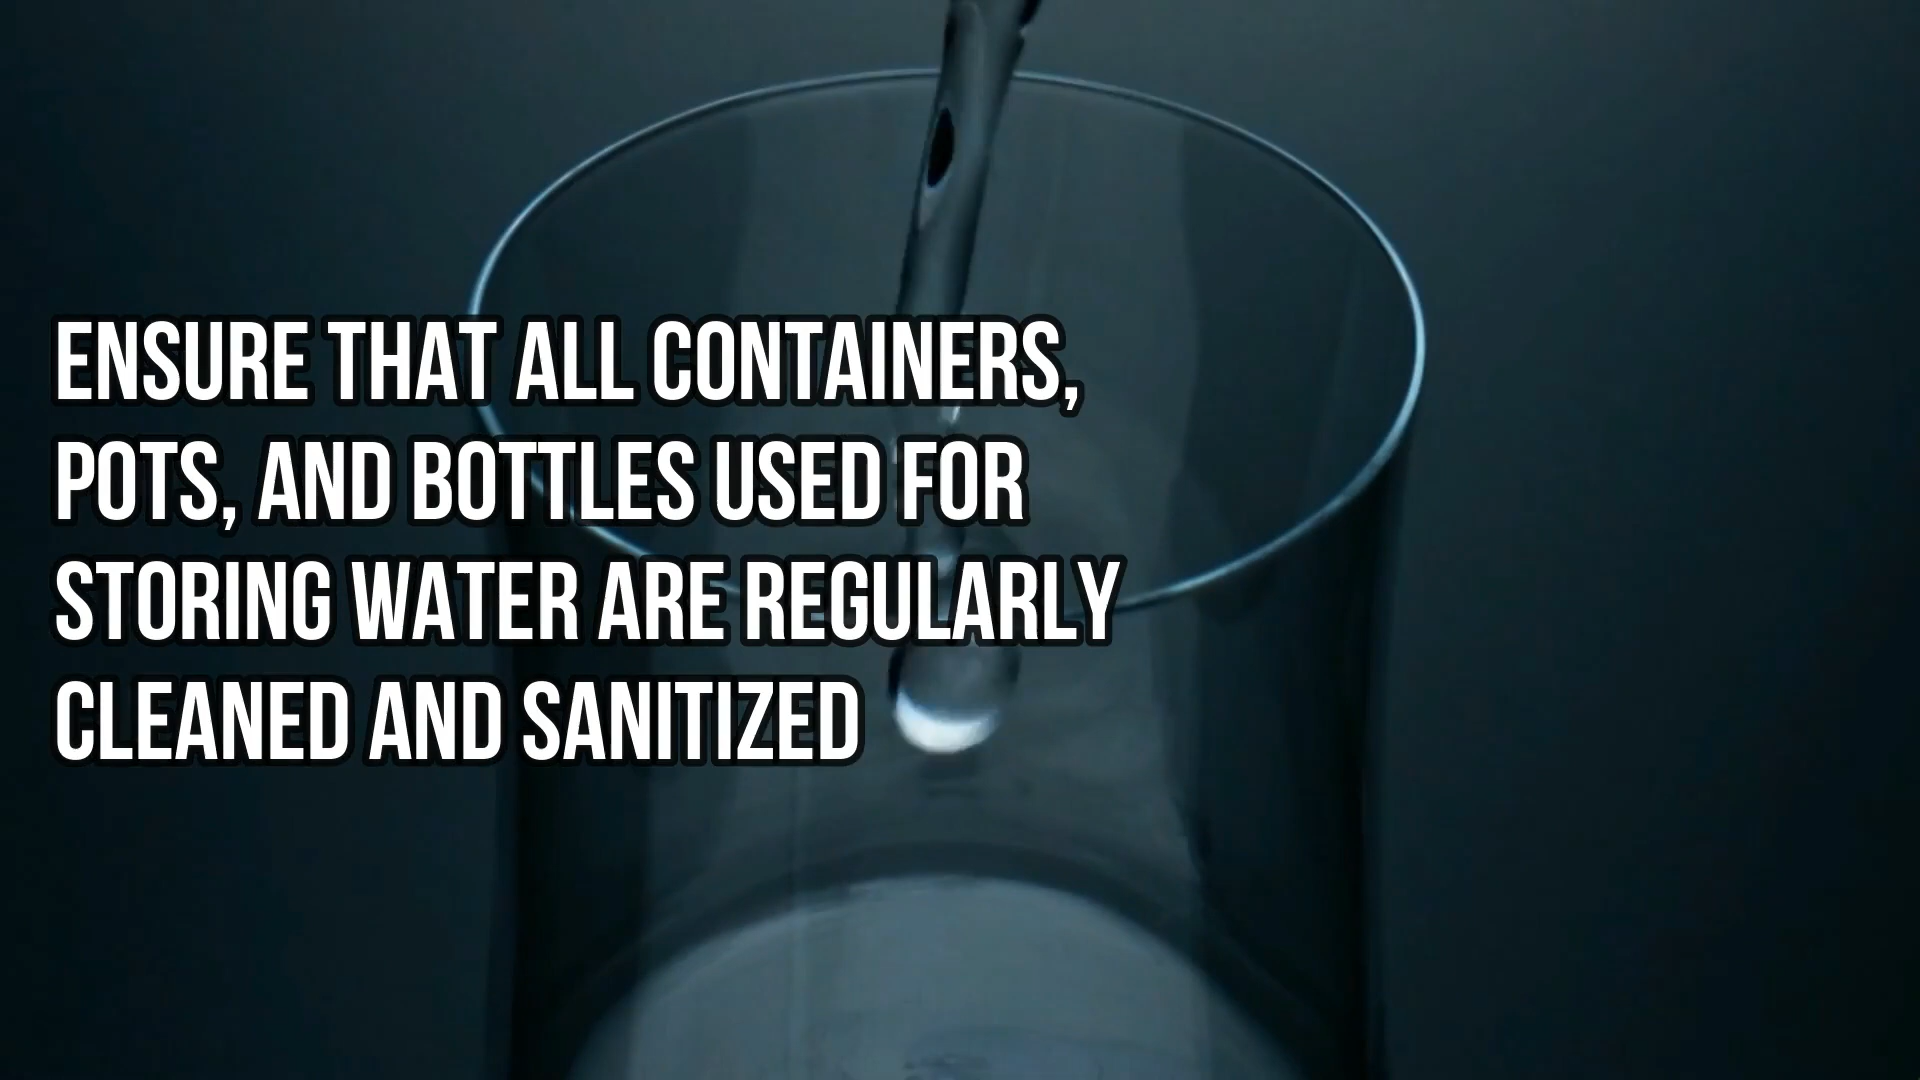 ENSURE THAT ALL CONTAINERS,
POTS, AND BOTTLES USED FOR
STORING WATER ARE REGULARLY
CLEANED AND SANITIZED